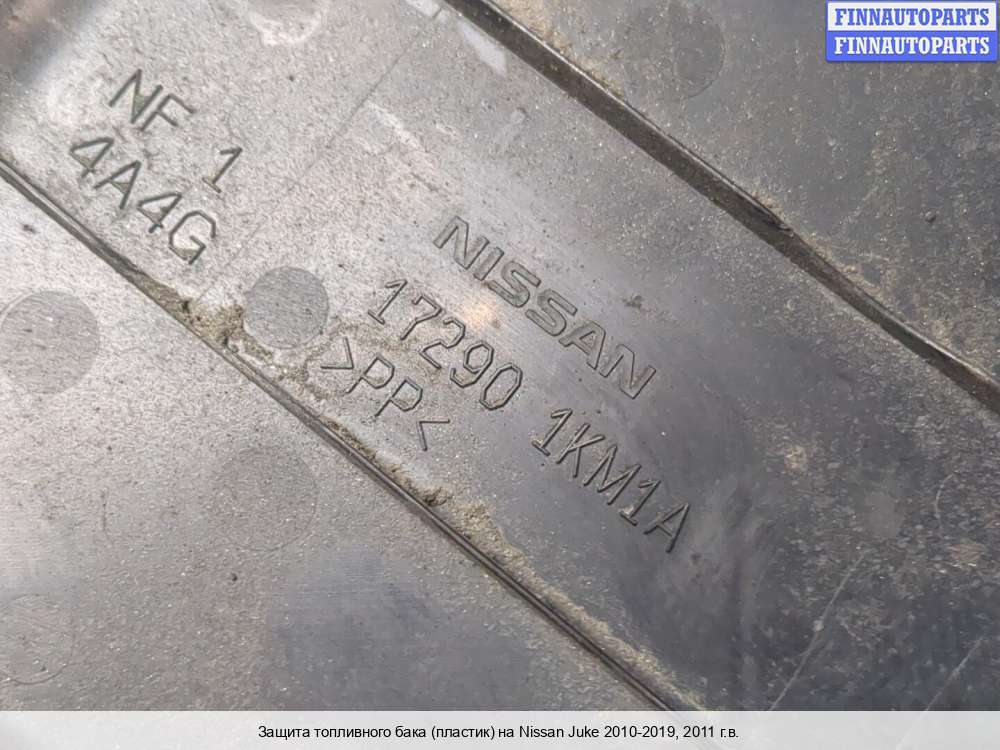 FINNAUTOPARTS
FINNAUTOPARTS
NF 1
4A4G
NISSAN
17290 1KM1A
>PP<
Защита топливного бака (пластик) на Nissan Juke 2010-2019, 2011 г.в.